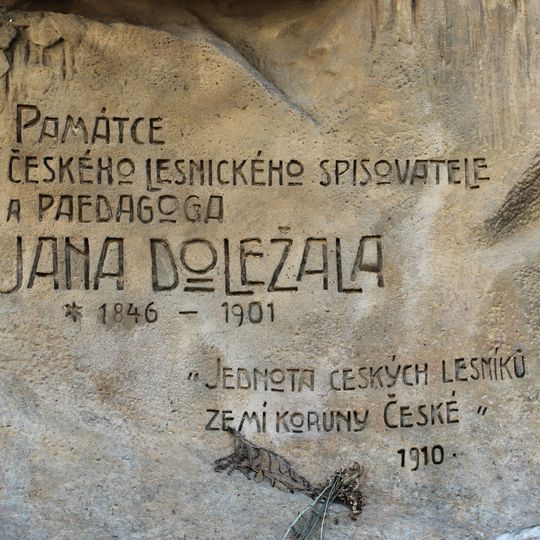 PAMÁTCE
ČESKÉHO LESNICKÉHO SPISOVATELE
A PAEDAGOGA
JANA DOLEŽALA
* 1846 – 1901
"JEDNOTA ČESKÝCH LESNÍKŮ
ZEMÍ KORUNY ČESKÉ"
1910.